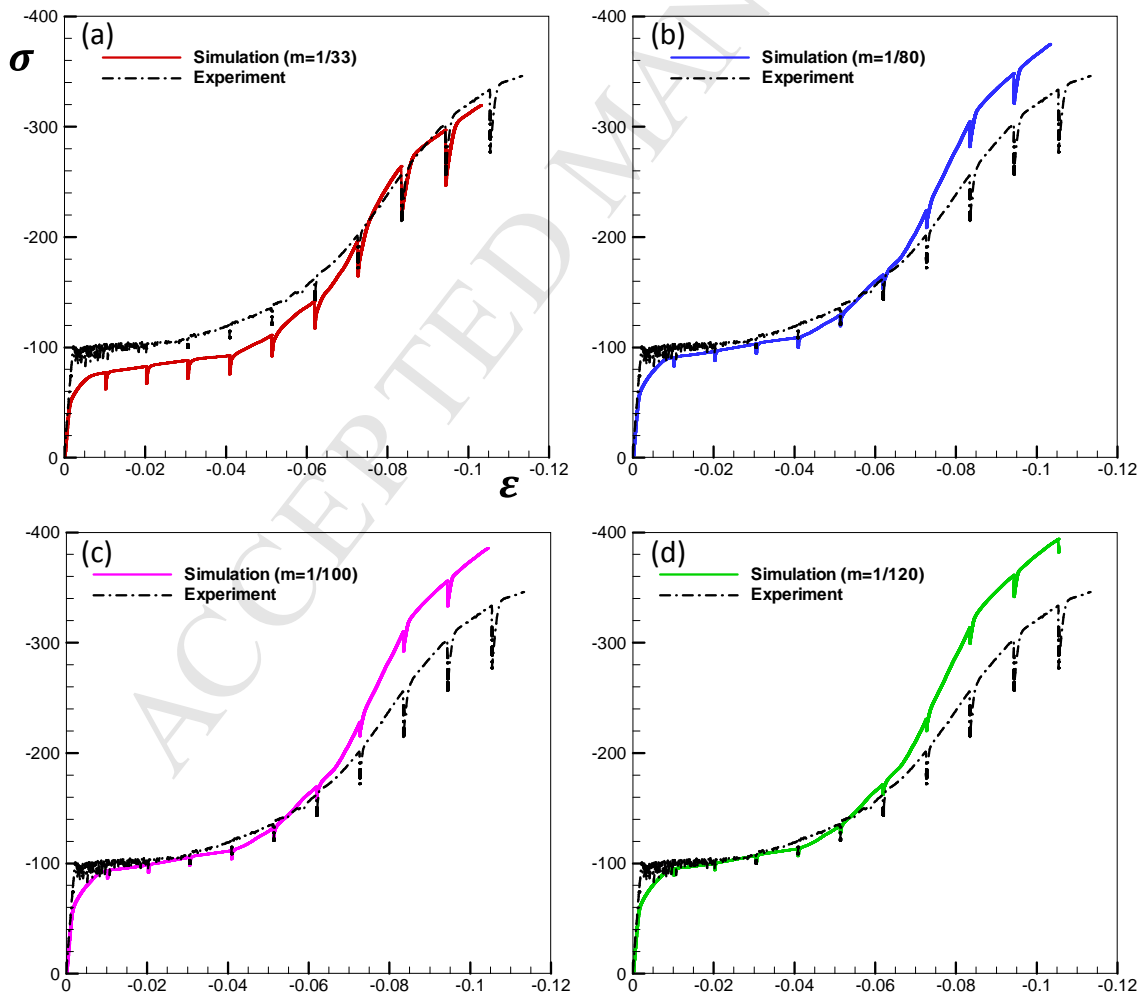 (a)
σ
Simulation (m=1/33)
Experiment
-400
-300
-200
-100
0
0 -0.02 -0.04 -0.06 -0.08 -0.1 -0.12
ε
(b)
Simulation (m=1/80)
Experiment
-400
-300
-200
-100
0
0 -0.02 -0.04 -0.06 -0.08 -0.1 -0.12
(c)
Simulation (m=1/100)
Experiment
-400
-300
-200
-100
0
0 -0.02 -0.04 -0.06 -0.08 -0.1 -0.12
(d)
Simulation (m=1/120)
Experiment
-400
-300
-200
-100
0
0 -0.02 -0.04 -0.06 -0.08 -0.1 -0.12
ACCEPTED MAN